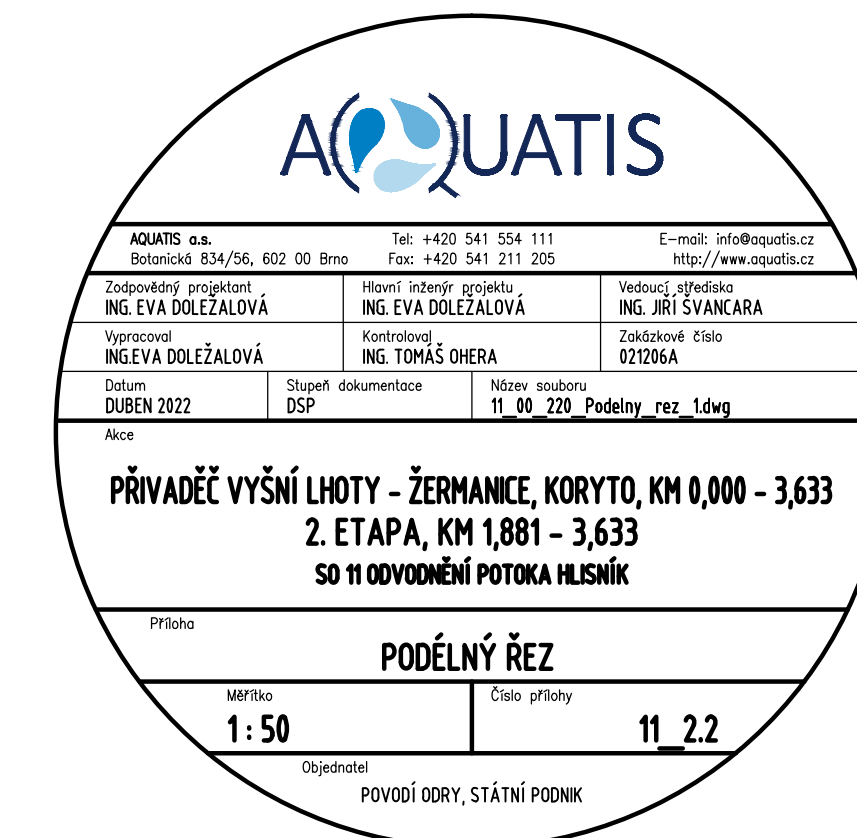 AQUATIS
AQUATIS a.s. Tel: +420 541 554 111 E-mail: info@aquatis.cz
Botanická 834/56, 602 00 Brno Fax: +420 541 211 205 http://www.aquatis.cz
Zodpovědný projektant Hlavní inženýr projektu Vedoucí střediska
ING. EVA DOLEŽALOVÁ ING. EVA DOLEŽALOVÁ ING. JIŘÍ ŠVANCARA
Vypracoval Kontroloval Zakázkové číslo
ING.EVA DOLEŽALOVÁ ING. TOMÁŠ OHERA 021206A
Datum Stupeň dokumentace Název souboru
DUBEN 2022 DSP 11_00_220_Podelny_rez_1.dwg
Akce
PŘIVADĚČ VYŠNÍ LHOTY - ŽERMANICE, KORYTO, KM 0,000 - 3,633
2. ETAPA, KM 1,881 - 3,633
SO 11 ODVODNĚNÍ POTOKA HLISNÍK
Příloha
PODÉLNÝ ŘEZ
Měřítko Číslo přílohy
1 : 50 11_2.2
Objednatel
POVODÍ ODRY, STÁTNÍ PODNIK